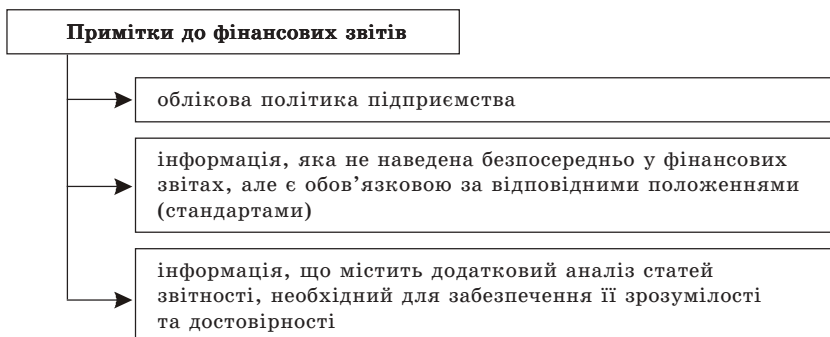 Примітки до фінансових звітів
облікова політика підприємства
інформація, яка не наведена безпосередньо у фінансових
звітах, але є обов’язковою за відповідними положеннями
(стандартами)
інформація, що містить додатковий аналіз статей
звітності, необхідний для забезпечення її зрозумілості
та достовірності